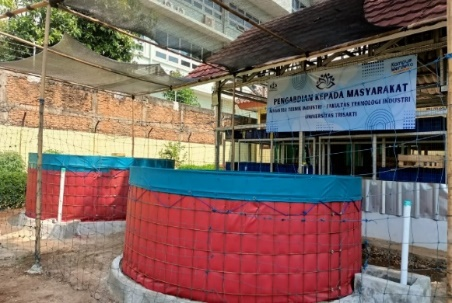 PENGABDIAN KEPADA MASYARAKAT
TEKNIK INDUSTRI - FAKULTAS TEKNOLOGI INDUSTRI
UNIVERSITAS TRISAKTI